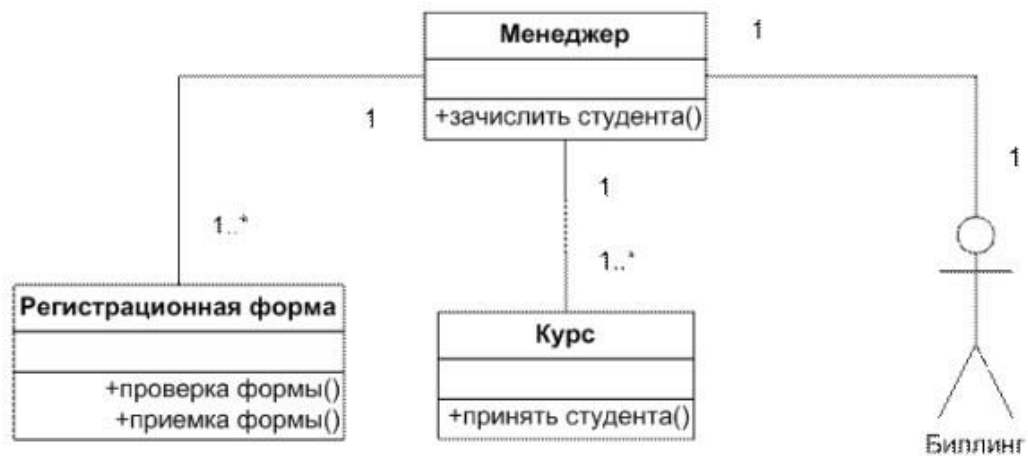 Менеджер
+зачислить студента()
1
1
1
1
1..*
1..*
Регистрационная форма
+проверка формы()
+приемка формы()
Курс
+принять студента()
Биллинг